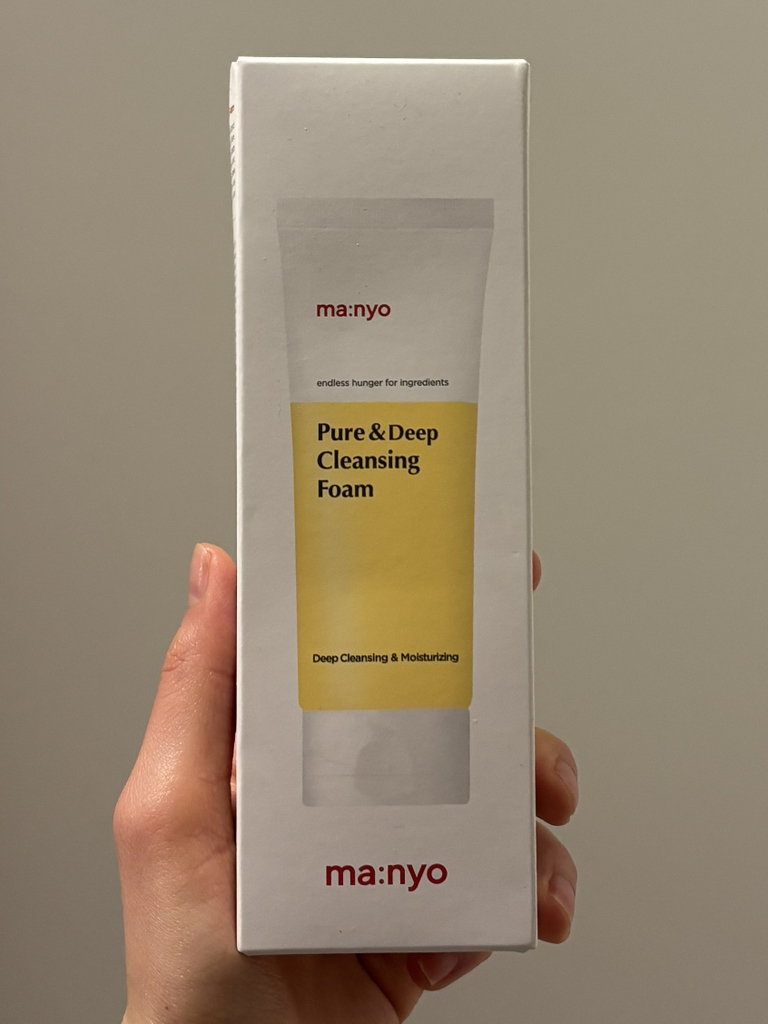 ma:nyo
endless hunger for ingredients
Pure & Deep
Cleansing
Foam
Deep Cleansing & Moisturizing
ma:nyo